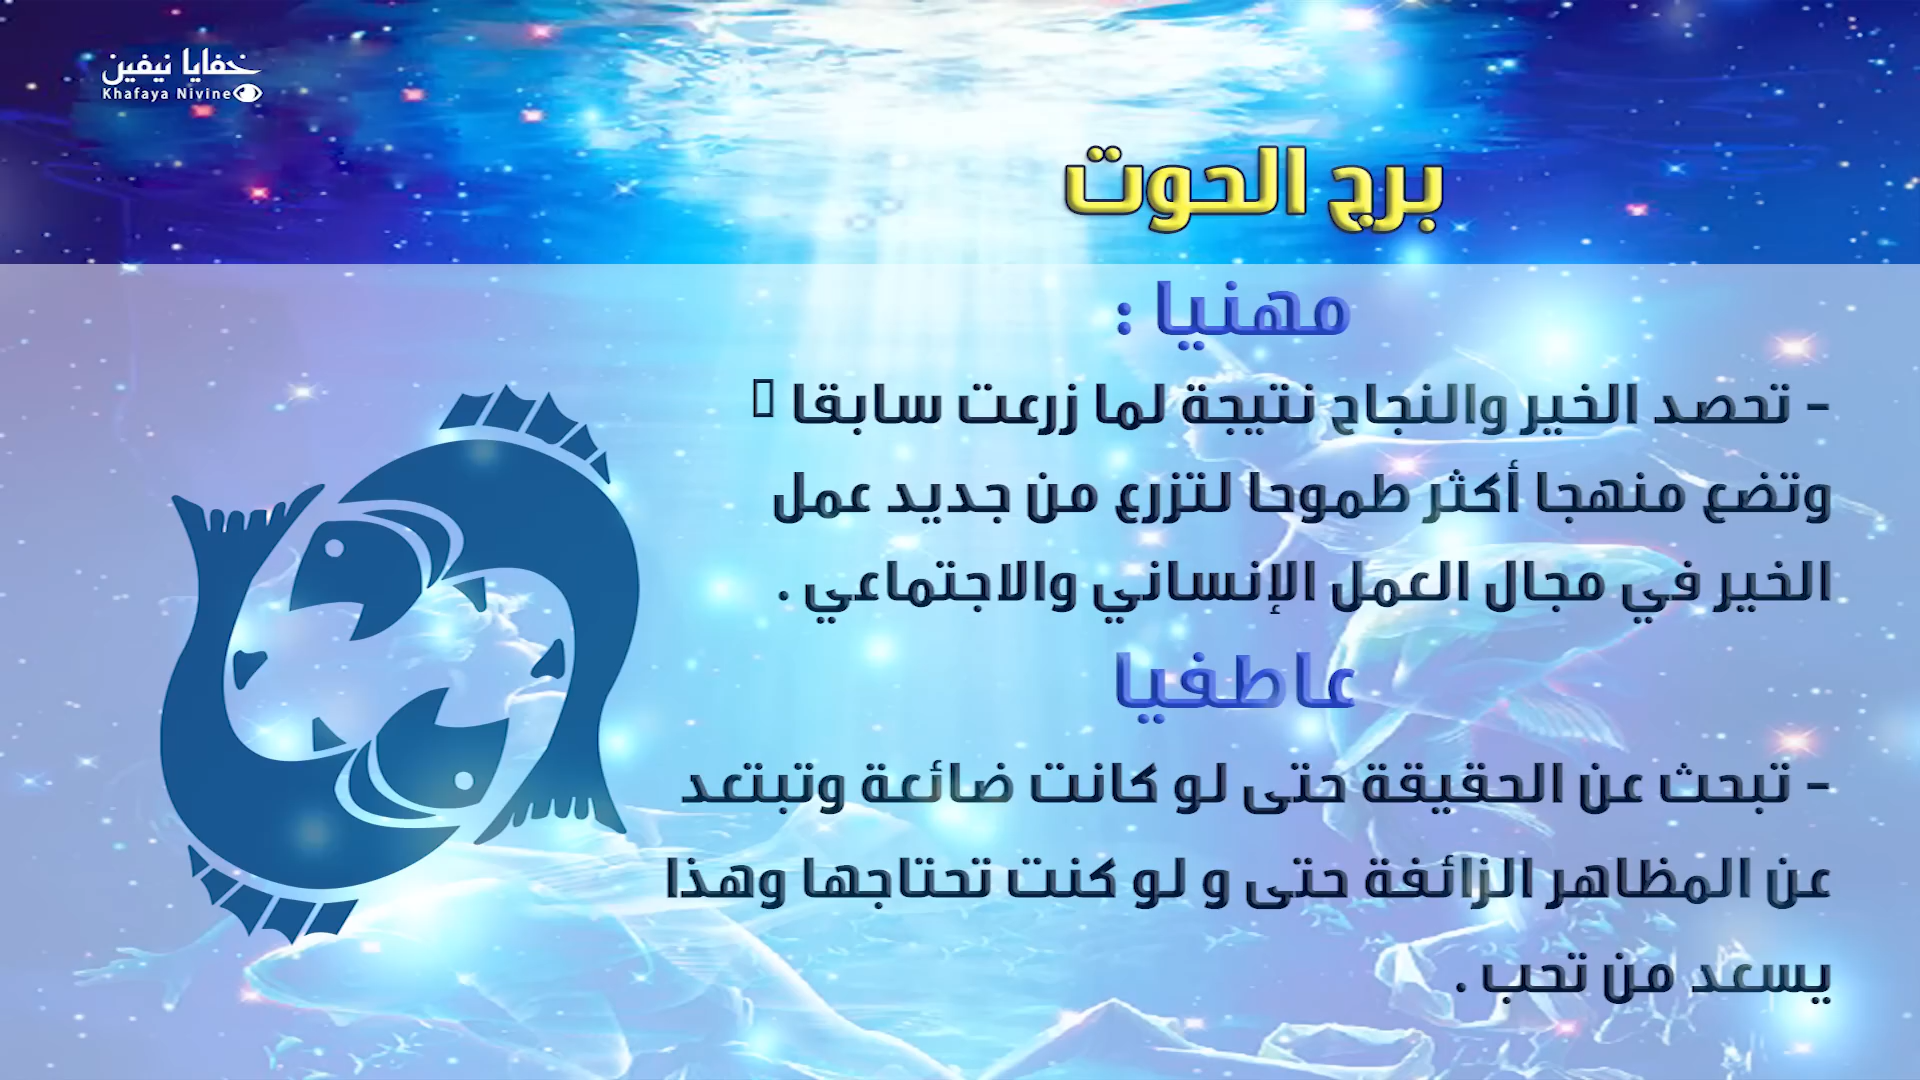 خفايا نيفين
Khafaya Nivine
برج الحوت
مهنيا :
- تحصد الخير والنجاح نتيجة لما زرعت سابقا
وتضع منهجا أكثر طموحا لتزرع من جديد عمل
الخير في مجال العمل الإنساني والاجتماعي .
عاطفيا
- تبحث عن الحقيقة حتى لو كانت ضائعة وتبتعد
عن المظاهر الزائفة حتى و لو كنت تحتاجها وهذا
يسعد من تحب .